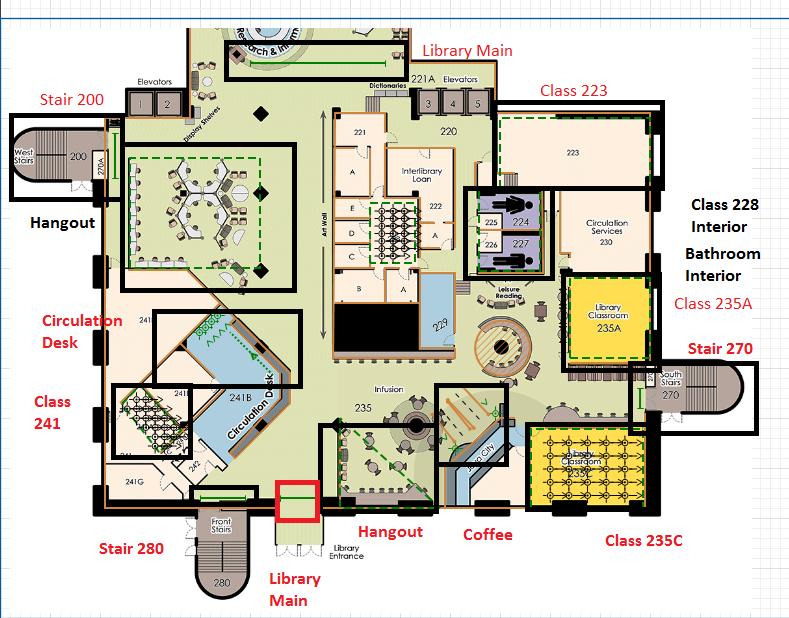 Research & Inform
Library Main
Elevators
221A
Elevators
Dictionaries
Class 223
Stair 200
1
2
3
4
5
Display Shelves
220
221
223
West
Stairs
200
270A
A
Interlibrary
Loan
Hangout
E
222
225
224
Circulation
Services
230
Class 228
Interior
Art Wall
D
A
226
227
C
Bathroom
Interior
B
A
Leisure
Reading
Library
Classroom
235A
Class 235A
Circulation
Desk
241
229
Stair 270
South
Stairs
270
Infusion
235
Class
241
241B
Circulation Desk
Library
Classroom
235C
City
242
241G
Stair 280
Front
Stairs
280
Hangout
Coffee
Class 235C
Library
Entrance
Library
Main